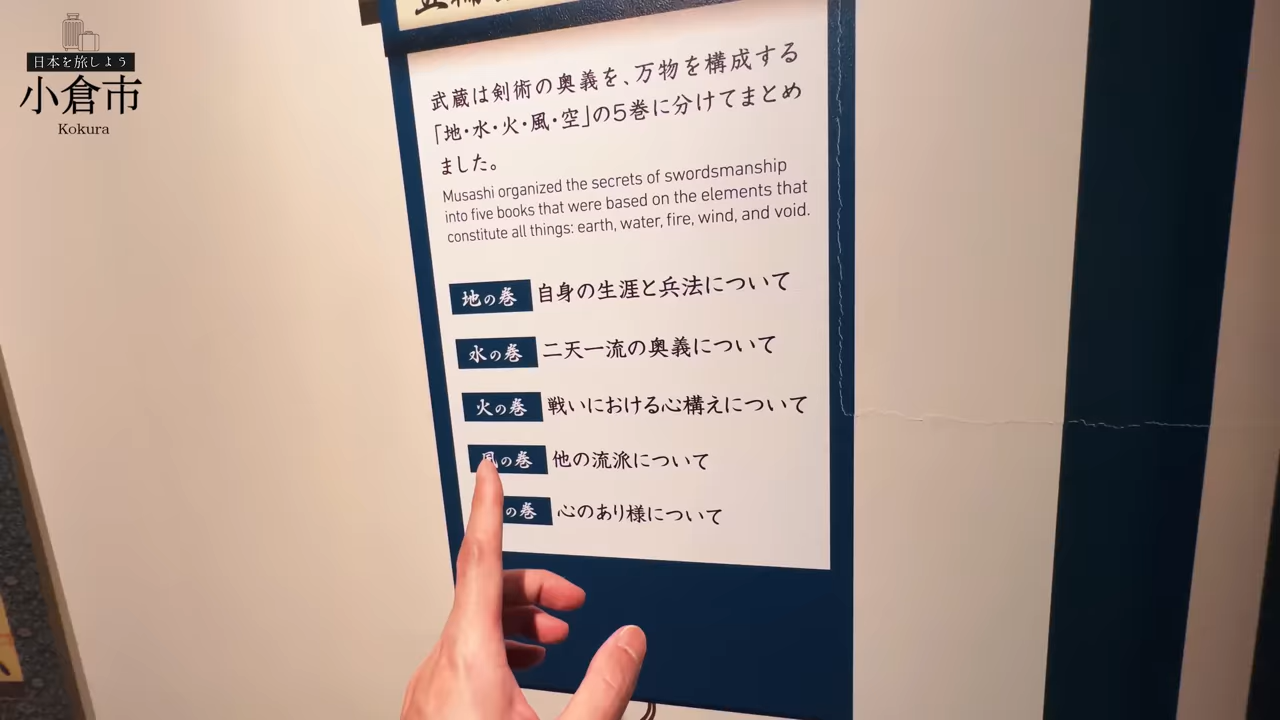 日本を旅しよう
小倉市
Kokura
武蔵は剣術の奥義を、万物を構成する
「地・水・火・風・空」の5巻に分けてまとめ
ました。
Musashi organized the secrets of swordsmanship
into five books that were based on the elements that
constitute all things: earth, water, fire, wind, and void.
地の巻 自身の生涯と兵法について
水の巻 二天一流の奥義について
火の巻 戦いにおける心構えについて
風の巻 他の流派について
の巻 心のあり様について